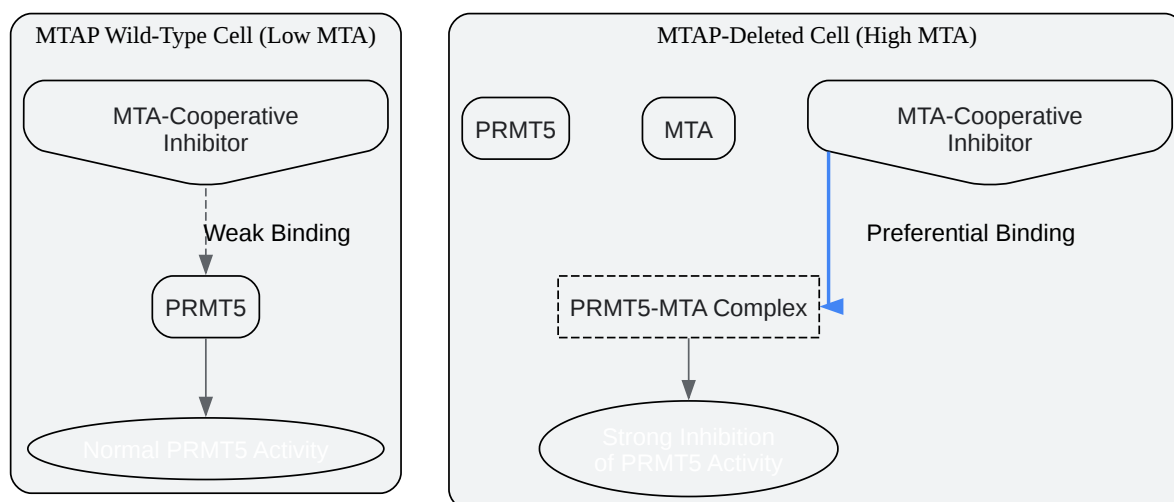 MTAP Wild-Type Cell (Low MTA)
MTA-Cooperative
Inhibitor
Weak Binding
PRMT5
Normal PRMT5 Activity
MTAP-Deleted Cell (High MTA)
PRMT5
MTA
MTA-Cooperative
Inhibitor
Preferential Binding
PRMT5-MTA Complex
Strong Inhibition
of PRMT5 Activity